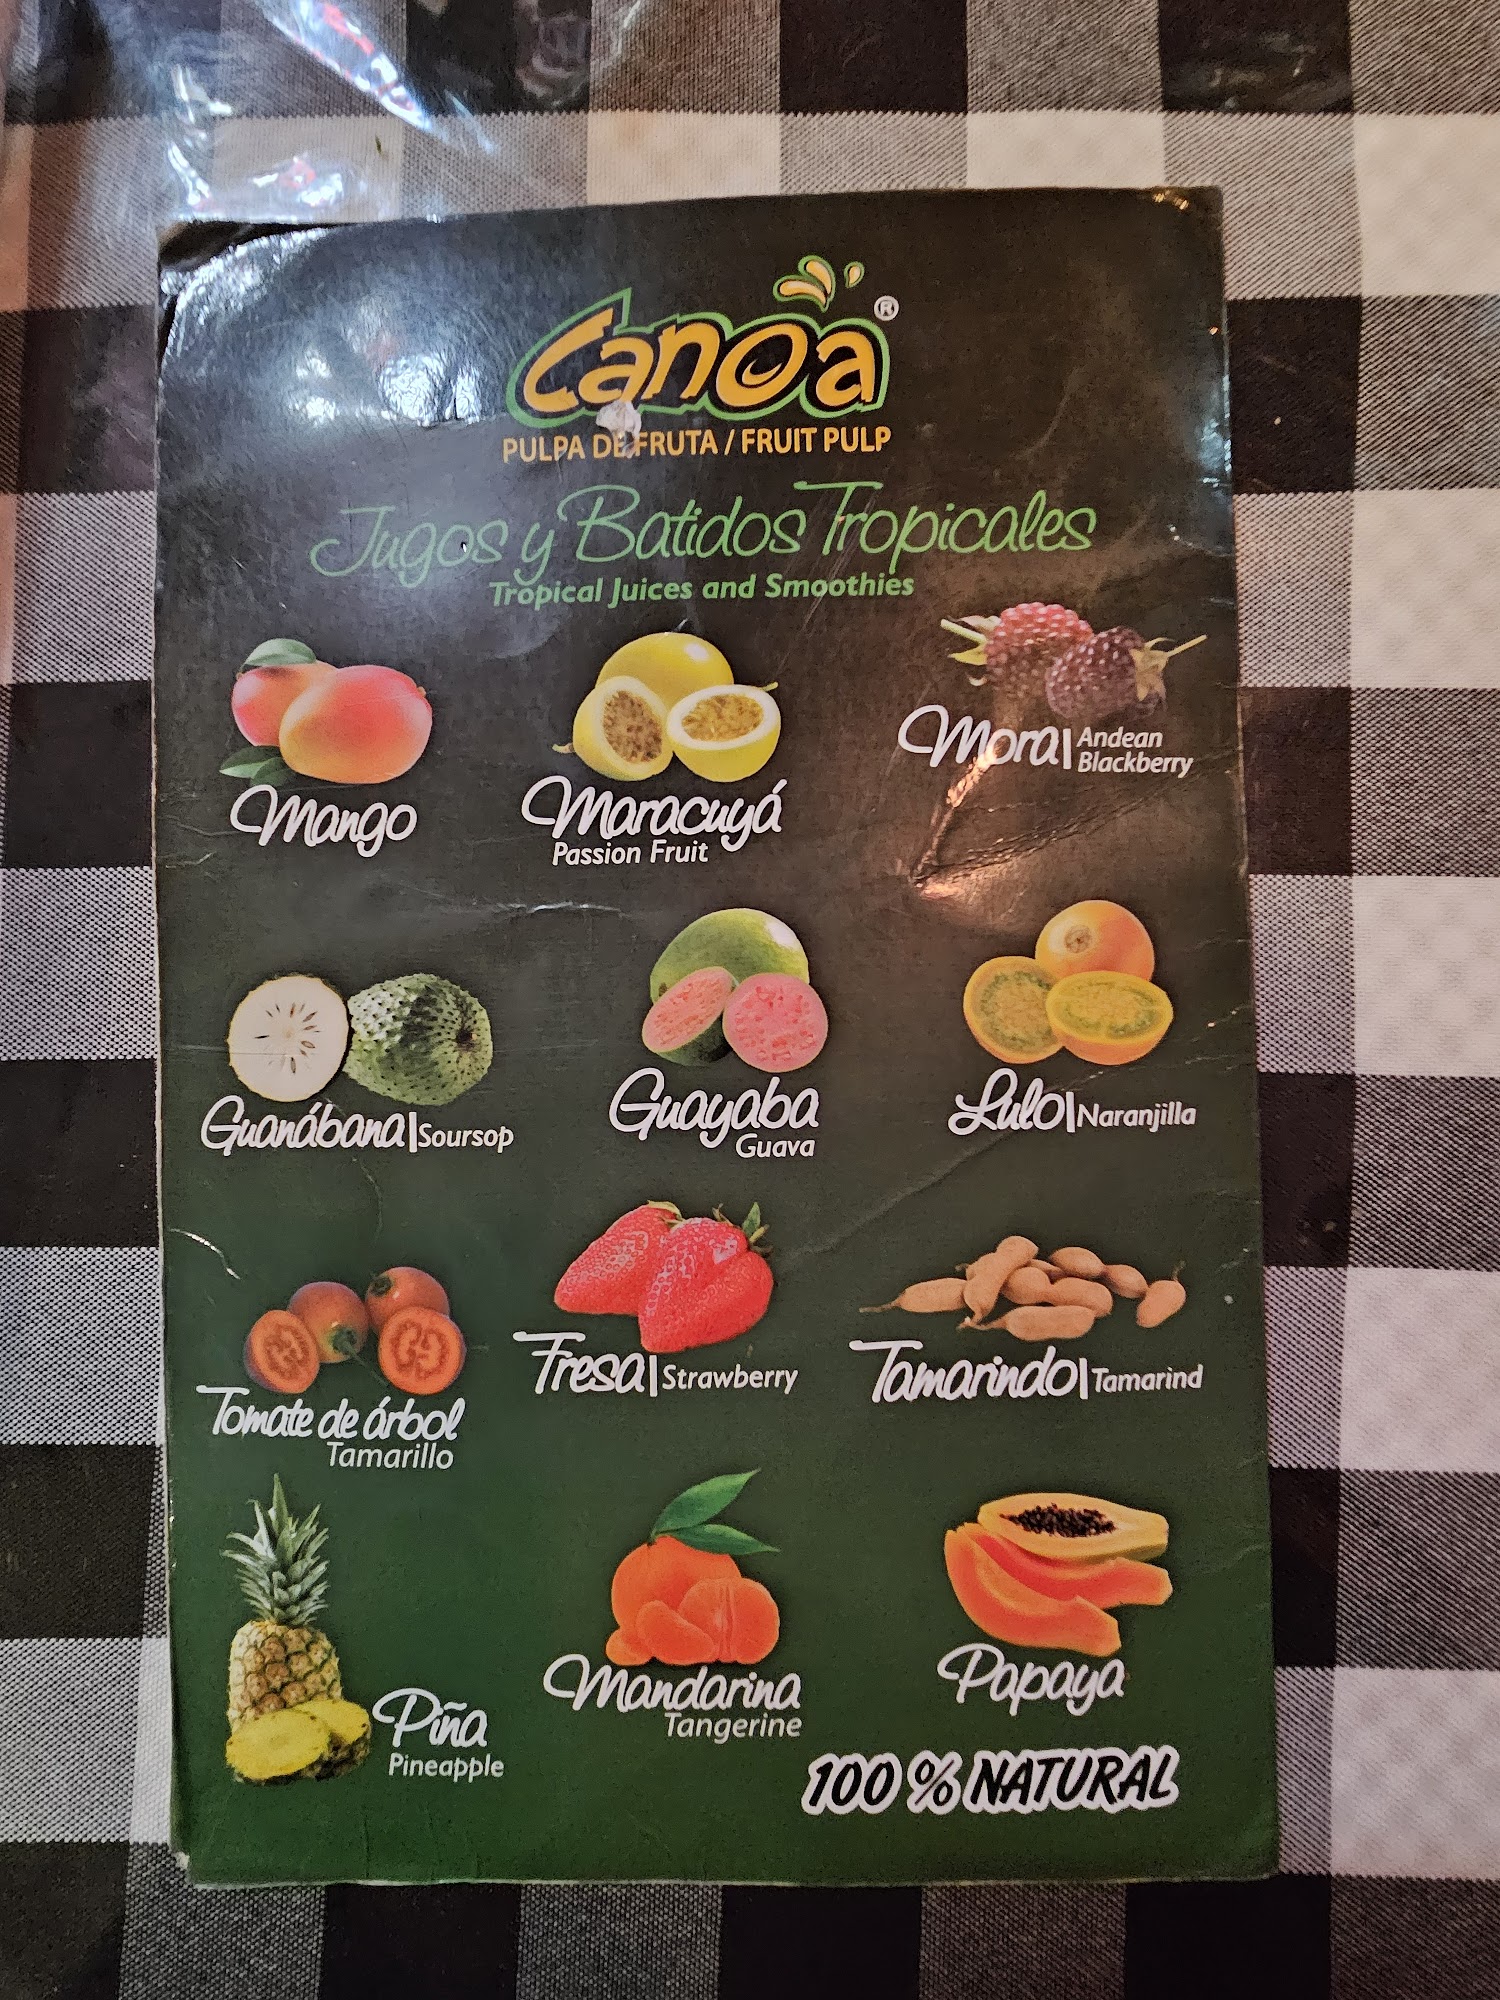 Canoa®
PULPA DE FRUTA / FRUIT PULP
Jugos y Batidos Tropicales
Tropical Juices and Smoothies
Mango
Maracuyá
Passion Fruit
Mora| Andean
Blackberry
Guanábana|Soursop
Guayaba
Guava
Lulo|Naranjilla
Tomate de árbol
Tamarillo
Fresa|Strawberry
Tamarindo|Tamarind
Piña
Pineapple
Mandarina
Tangerine
Papaya
100 % NATURAL